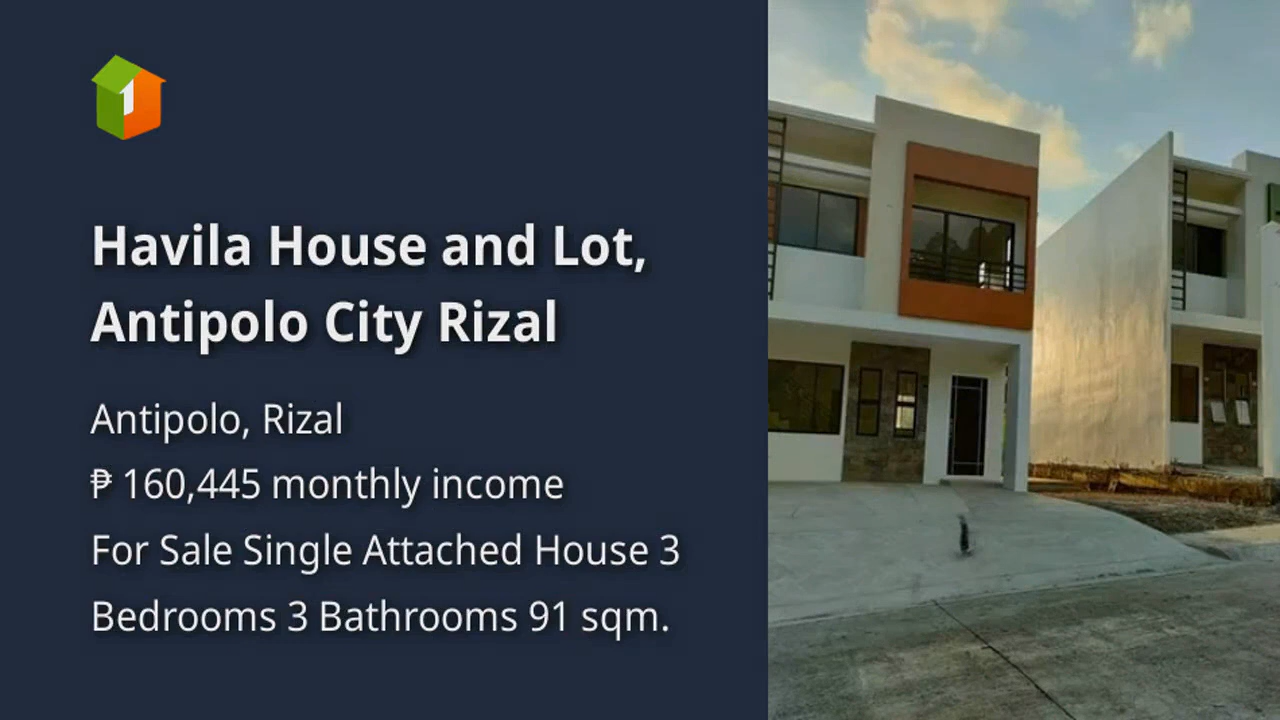 Havila House and Lot,
Antipolo City Rizal
Antipolo, Rizal
₱ 160,445 monthly income
For Sale Single Attached House 3
Bedrooms 3 Bathrooms 91 sqm.